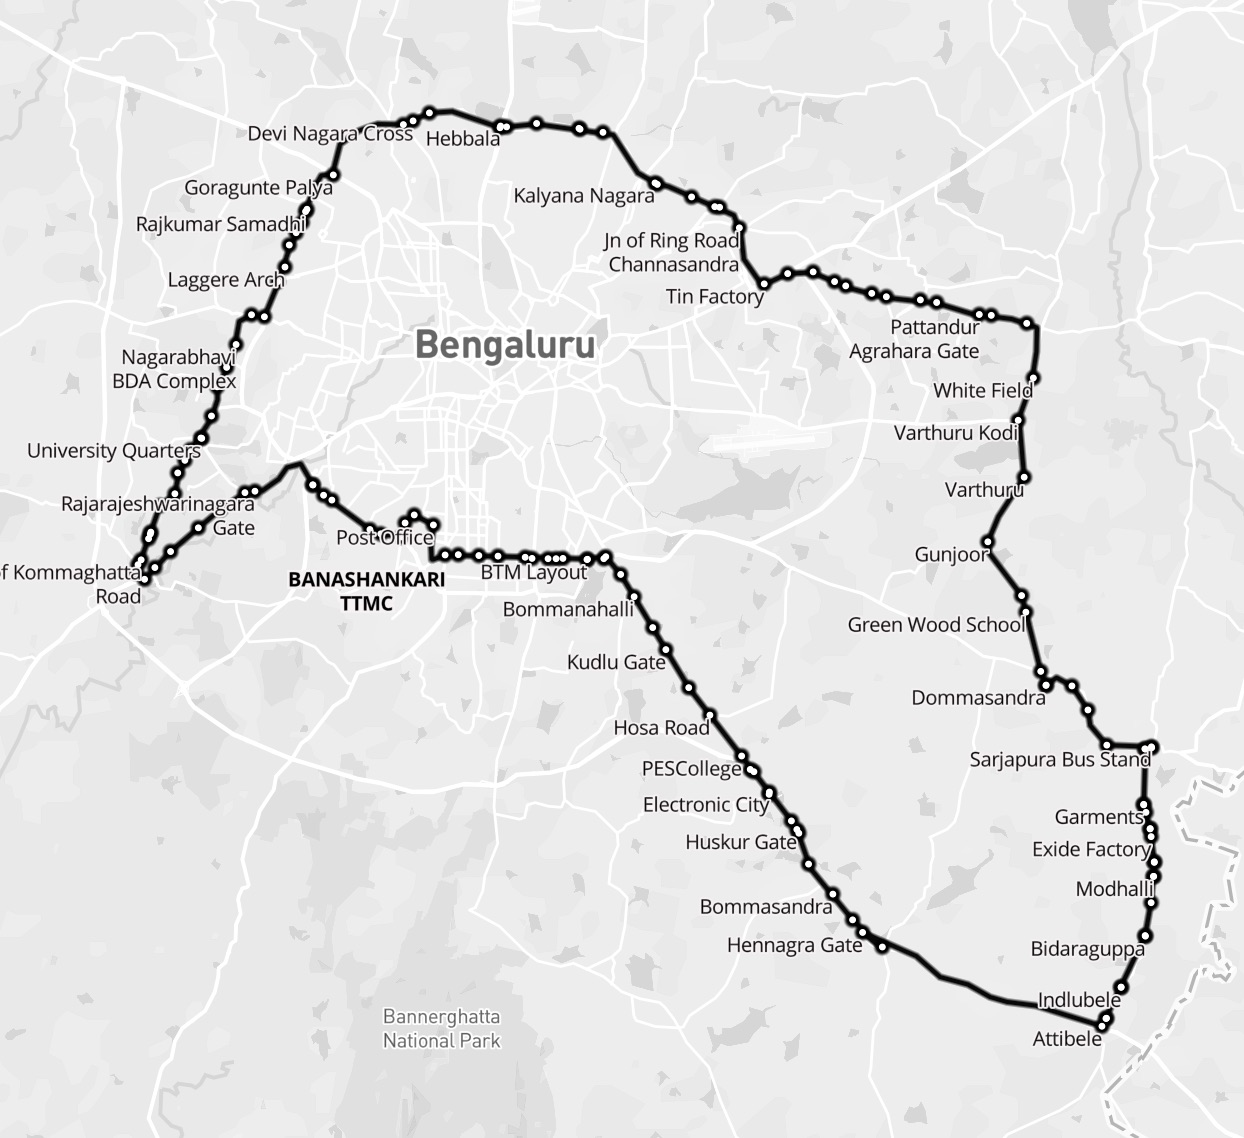 Devi Nagara Cross
Hebbala
Goragunte Palya
Kalyana Nagara
Rajkumar Samadhi
Jn of Ring Road
Channasandra
Laggere Arch
Tin Factory
Pattandur
Agrahara Gate
Bengaluru
Nagarabhavi
BDA Complex
White Field
Varthuru Kodi
University Quarters
Varthuru
Rajarajeshwarinagara
Gate
Post Office
Gunjoor
of Kommaghatta
Road
BANASHANKARI
TTMC
BTM Layout
Bommanahalli
Green Wood School
Kudlu Gate
Dommasandra
Hosa Road
Sarjapura Bus Stand
PESCollege
Electronic City
Garments
Huskur Gate
Exide Factory
Modhalli
Bommasandra
Hennagra Gate
Bidaraguppa
Indlubele
Bannerghatta
National Park
Attibele